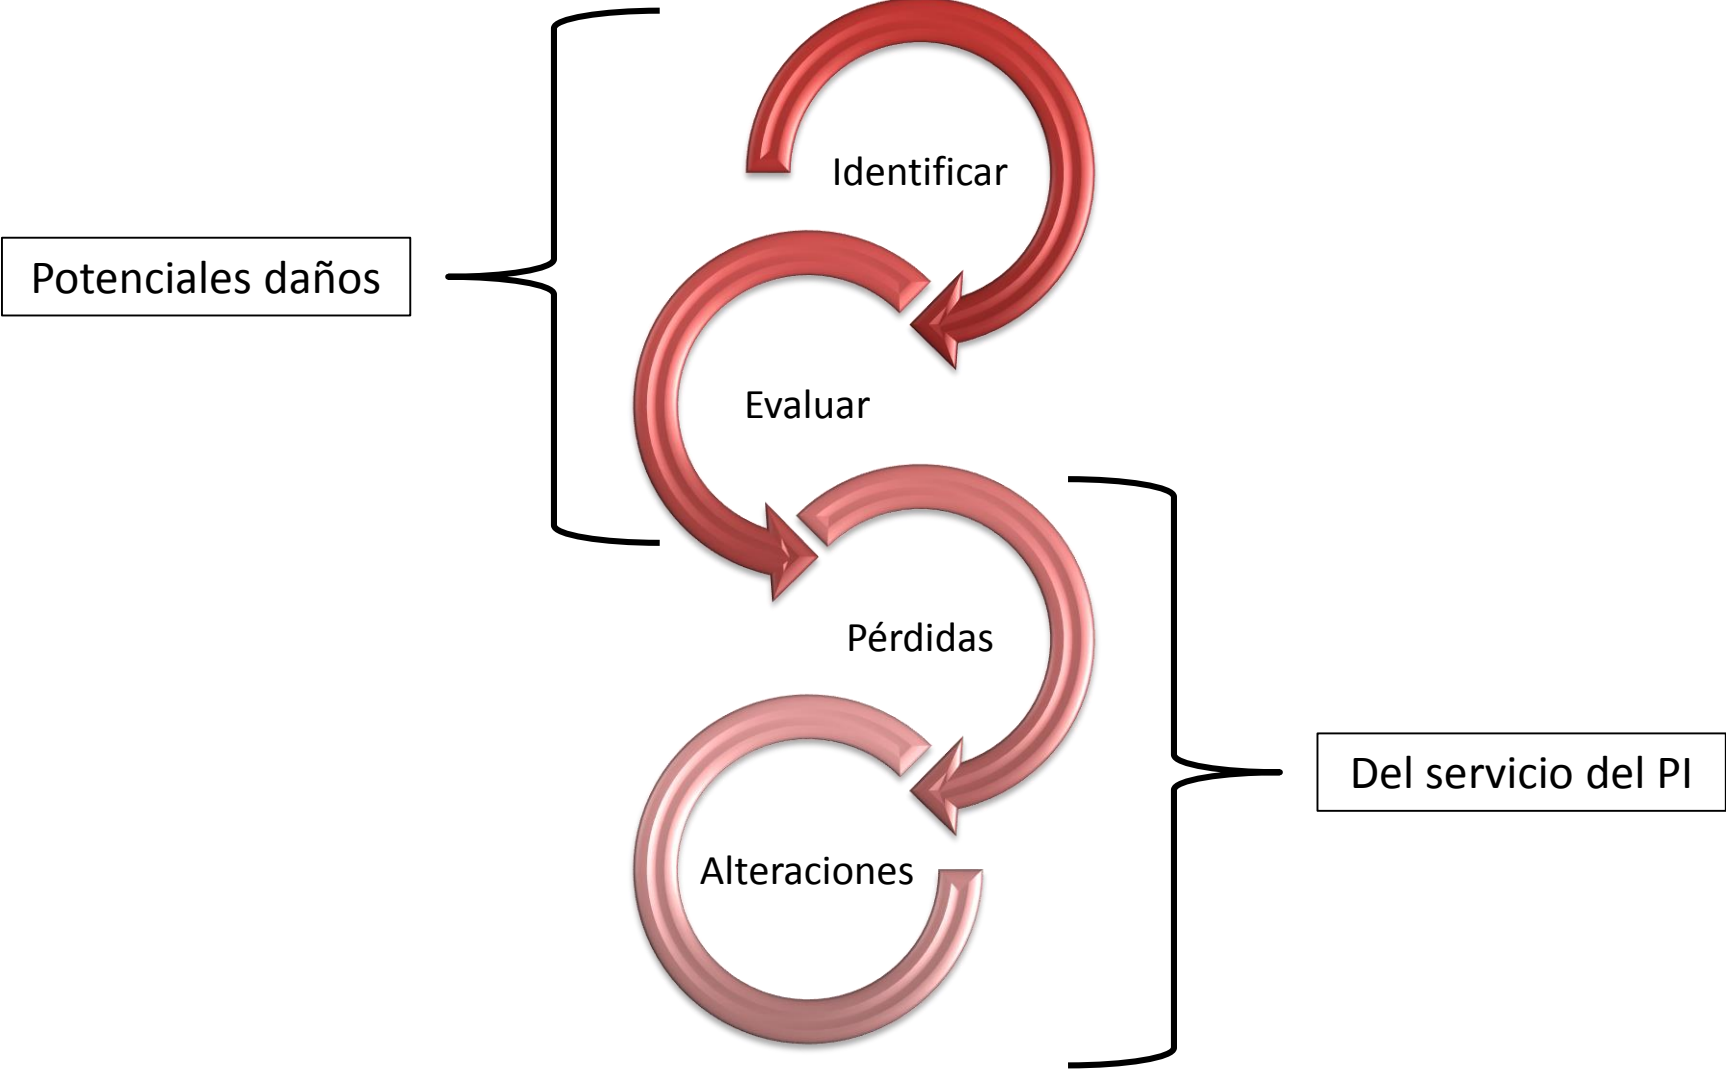 Identificar
Potenciales daños
Evaluar
Pérdidas
Del servicio del PI
Alteraciones